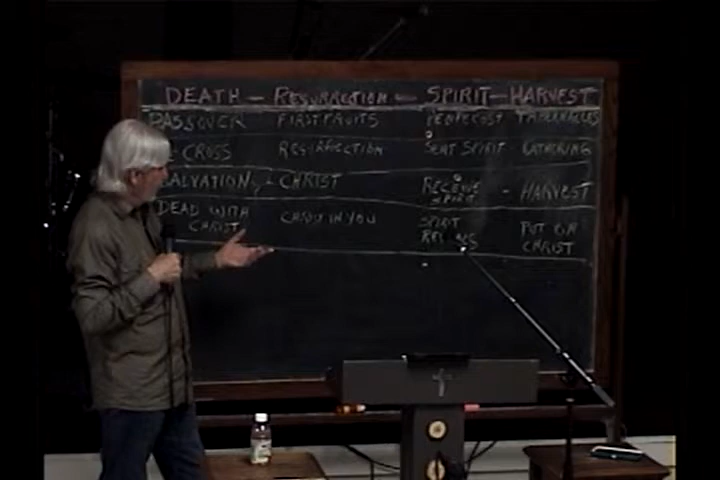 DEATH - RESURRECTION - SPIRIT - HARVEST
PASSOVER FIRST FRUITS PENTECOST TABERNACLES
CROSS RESURRECTION SENT SPIRIT GATHERING
SALVATION - CHRIST RECEIVE SPIRIT - HARVEST
DEAD WITH CHRIST CHRIST IN YOU SPIRIT PUT ON CHRIST